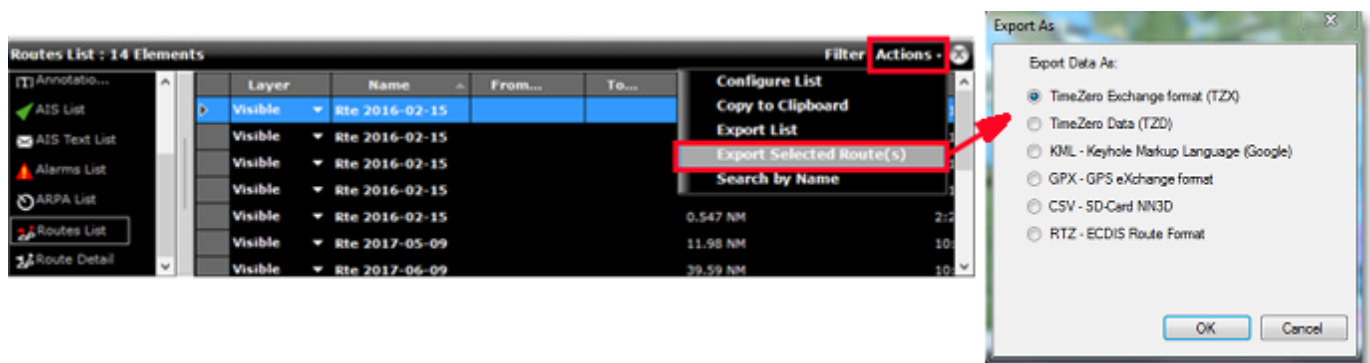 Routes List : 14 Elements Filter Actions
Annotatio...
AIS List
AIS Text List
Alarms List
ARPA List
Routes List
Route Detail
Layer Name From... To...
Visible Rte 2016-02-15
Visible Rte 2016-02-15
Visible Rte 2016-02-15
Visible Rte 2016-02-15
Visible Rte 2016-02-15 0.547 NM 2:2
Visible Rte 2017-05-09 11.98 NM 10:
Visible Rte 2017-06-09 39.59 NM 10:
Configure List
Copy to Clipboard
Export List
Export Selected Route(s)
Search by Name
Export As
Export Data As:
TimeZero Exchange format (TZX)
TimeZero Data (TZD)
KML - Keyhole Markup Language (Google)
GPX - GPS eXchange format
CSV - SD-Card NN3D
RTZ - ECDIS Route Format
OK Cancel